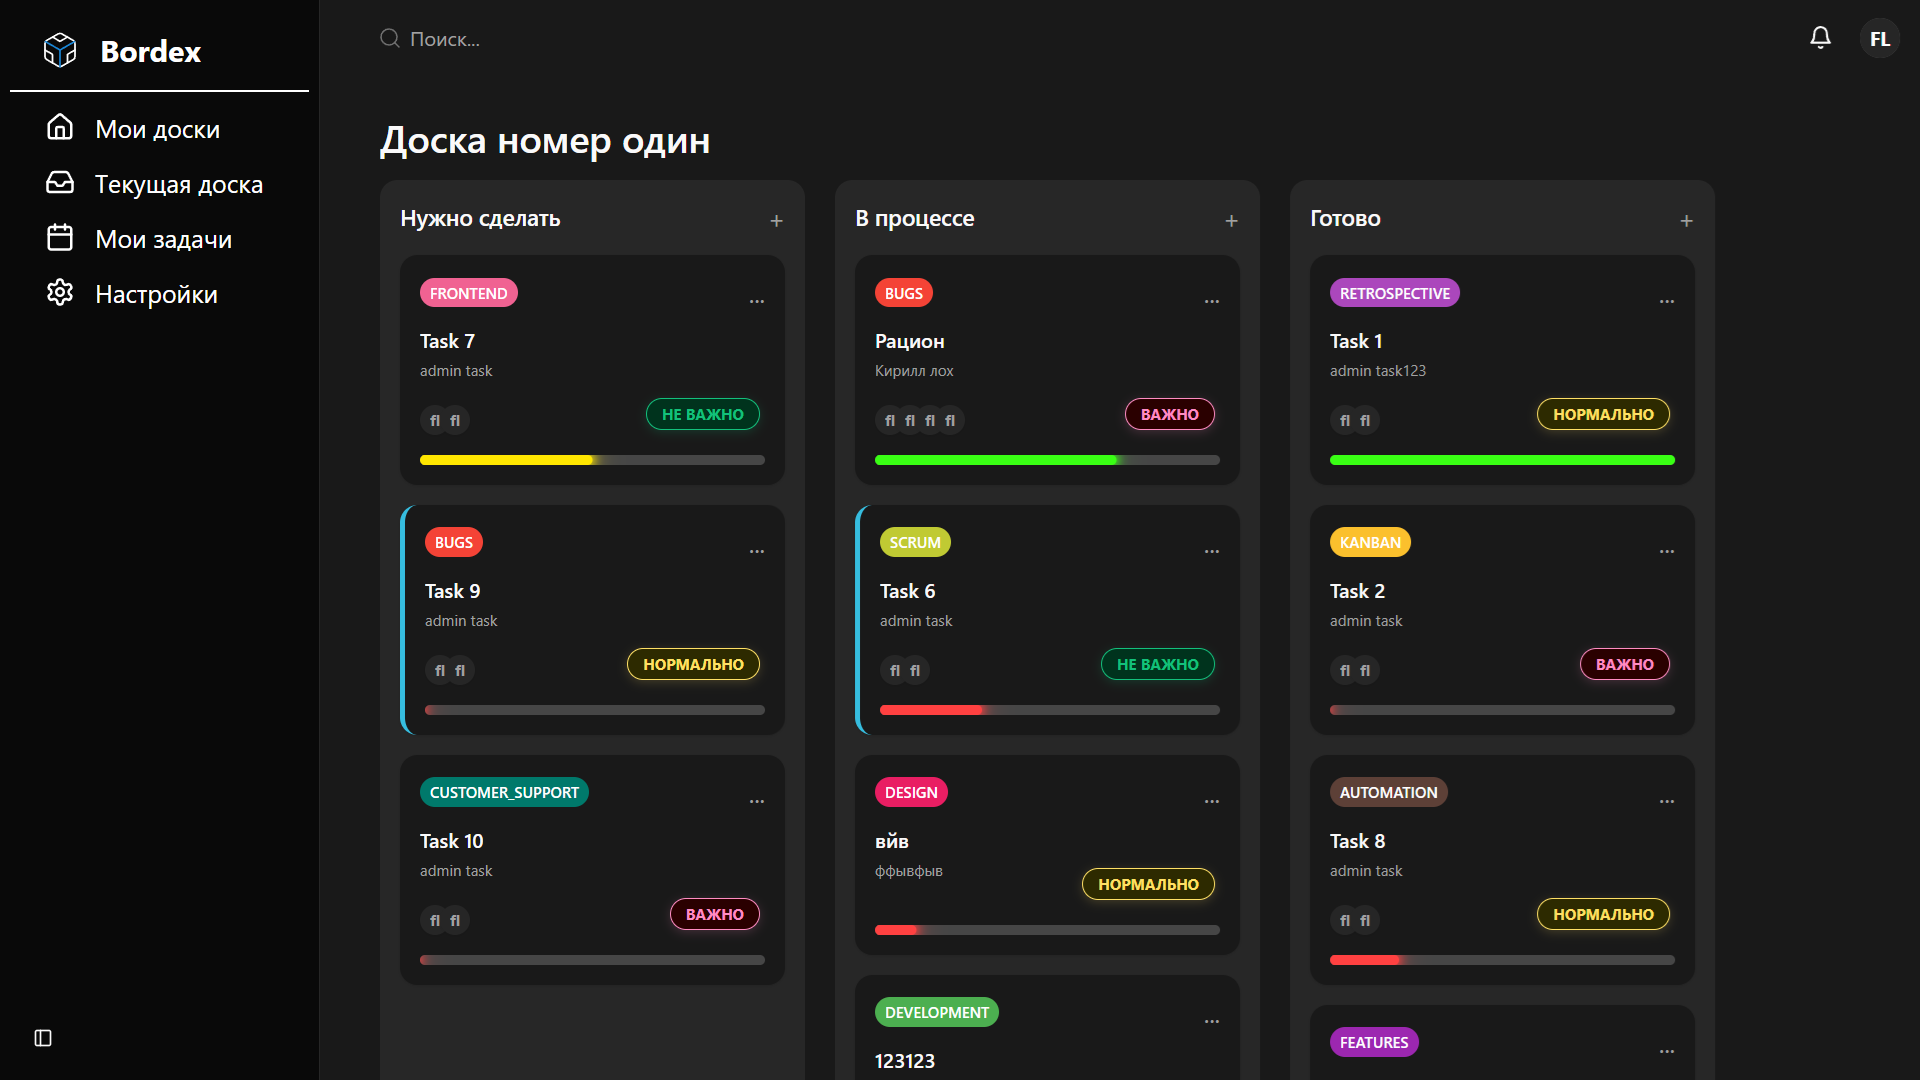 Bordex
Мои доски
Текущая доска
Мои задачи
Настройки
Поиск...
FL
Доска номер один
Нужно сделать +
FRONTEND ...
Task 7
admin task
fl fl НЕ ВАЖНО
BUGS ...
Task 9
admin task
fl fl НОРМАЛЬНО
CUSTOMER_SUPPORT ...
Task 10
admin task
fl fl ВАЖНО
В процессе +
BUGS ...
Рацион
Кирилл лох
fl fl fl fl ВАЖНО
SCRUM ...
Task 6
admin task
fl fl НЕ ВАЖНО
DESIGN ...
вйв
ффывфыв
НОРМАЛЬНО
DEVELOPMENT ...
123123
Готово +
RETROSPECTIVE ...
Task 1
admin task123
fl fl НОРМАЛЬНО
KANBAN ...
Task 2
admin task
fl fl ВАЖНО
AUTOMATION ...
Task 8
admin task
fl fl НОРМАЛЬНО
FEATURES ...